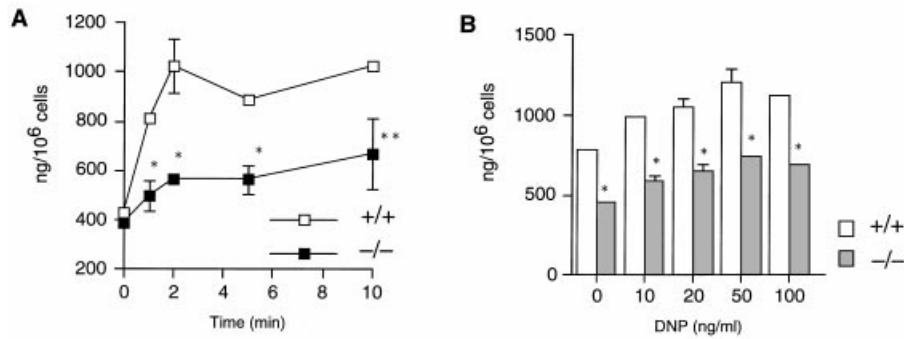 A
1200
1000
800
600
400
200
ng/10⁶ cells
*
*
*
**
+/+
−/−
0 2 4 6 8 10
Time (min)
B
1500
1000
500
0
ng/10⁶ cells
* * * * *
+/+
−/−
0 10 20 50 100
DNP (ng/ml)